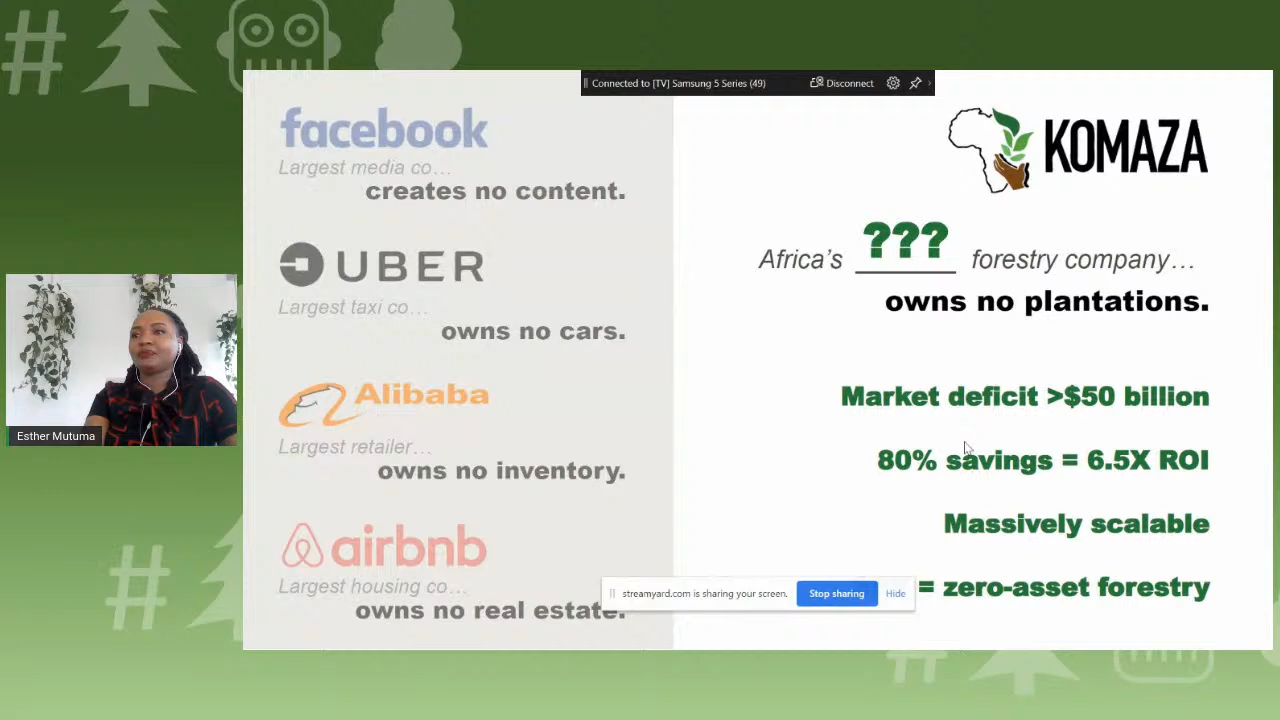 Connected to [TV] Samsung 5 Series (49)
Disconnect
facebook
Largest media co…
creates no content.
UBER
Largest taxi co…
owns no cars.
Alibaba
Largest retailer…
owns no inventory.
airbnb
Largest housing co…
owns no real estate.
KOMAZA
Africa's ??? forestry company…
owns no plantations.
Market deficit >$50 billion
80% savings = 6.5X ROI
Massively scalable
= zero-asset forestry
streamyard.com is sharing your screen.
Stop sharing
Hide
Esther Mutuma
#
#
#